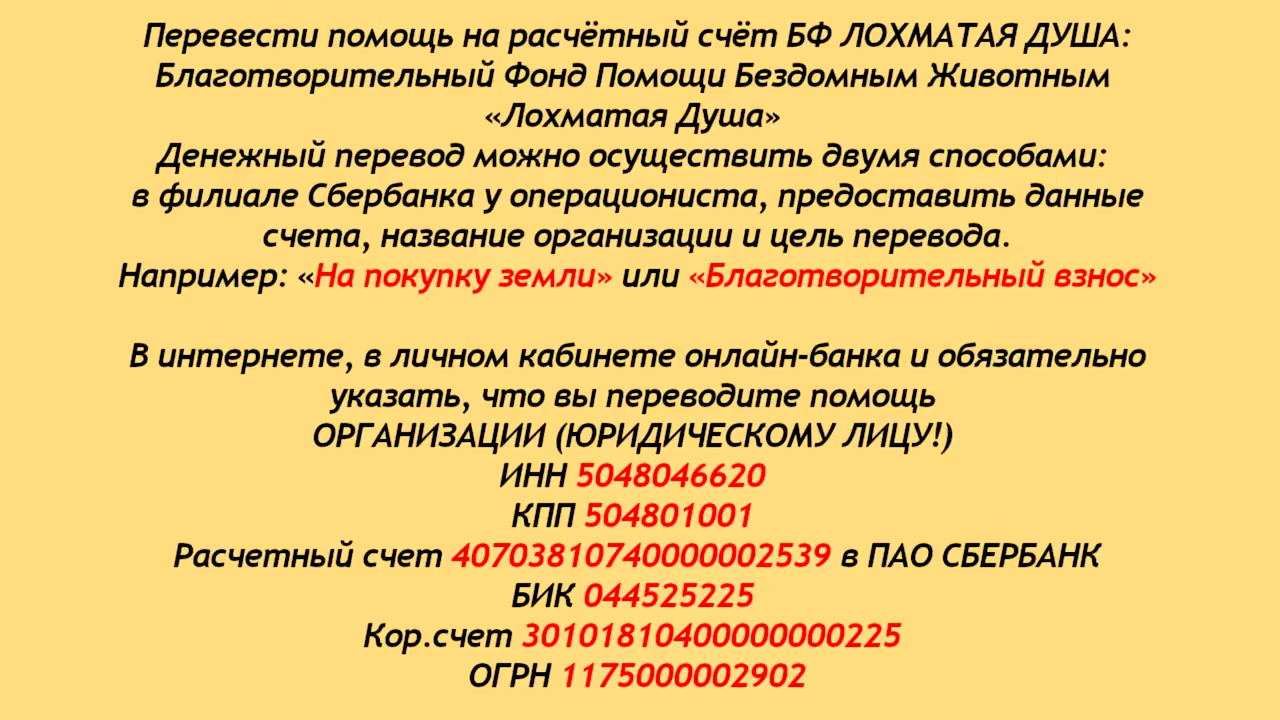 Перевести помощь на расчётный счёт БФ ЛОХМАТАЯ ДУША:
Благотворительный Фонд Помощи Бездомным Животным
«Лохматая Душа»
Денежный перевод можно осуществить двумя способами:
в филиале Сбербанка у операциониста, предоставить данные
счета, название организации и цель перевода.
Например: «На покупку земли» или «Благотворительный взнос»
В интернете, в личном кабинете онлайн-банка и обязательно
указать, что вы переводите помощь
ОРГАНИЗАЦИИ (ЮРИДИЧЕСКОМУ ЛИЦУ!)
ИНН 5048046620
КПП 504801001
Расчетный счет 40703810740000002539 в ПАО СБЕРБАНК
БИК 044525225
Кор.счет 30101810400000000225
ОГРН 1175000002902